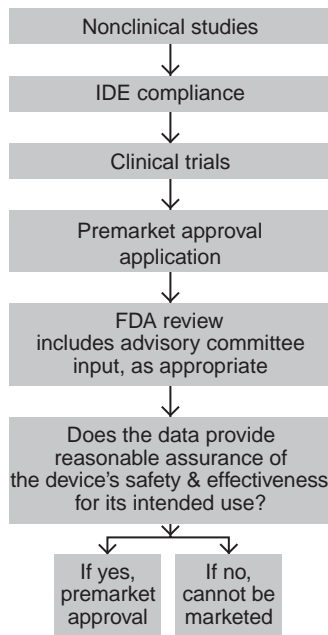 Nonclinical studies
IDE compliance
Clinical trials
Premarket approval
application
FDA review
includes advisory committee
input, as appropriate
Does the data provide
reasonable assurance of
the device's safety & effectiveness
for its intended use?
If yes,
premarket
approval
If no,
cannot be
marketed